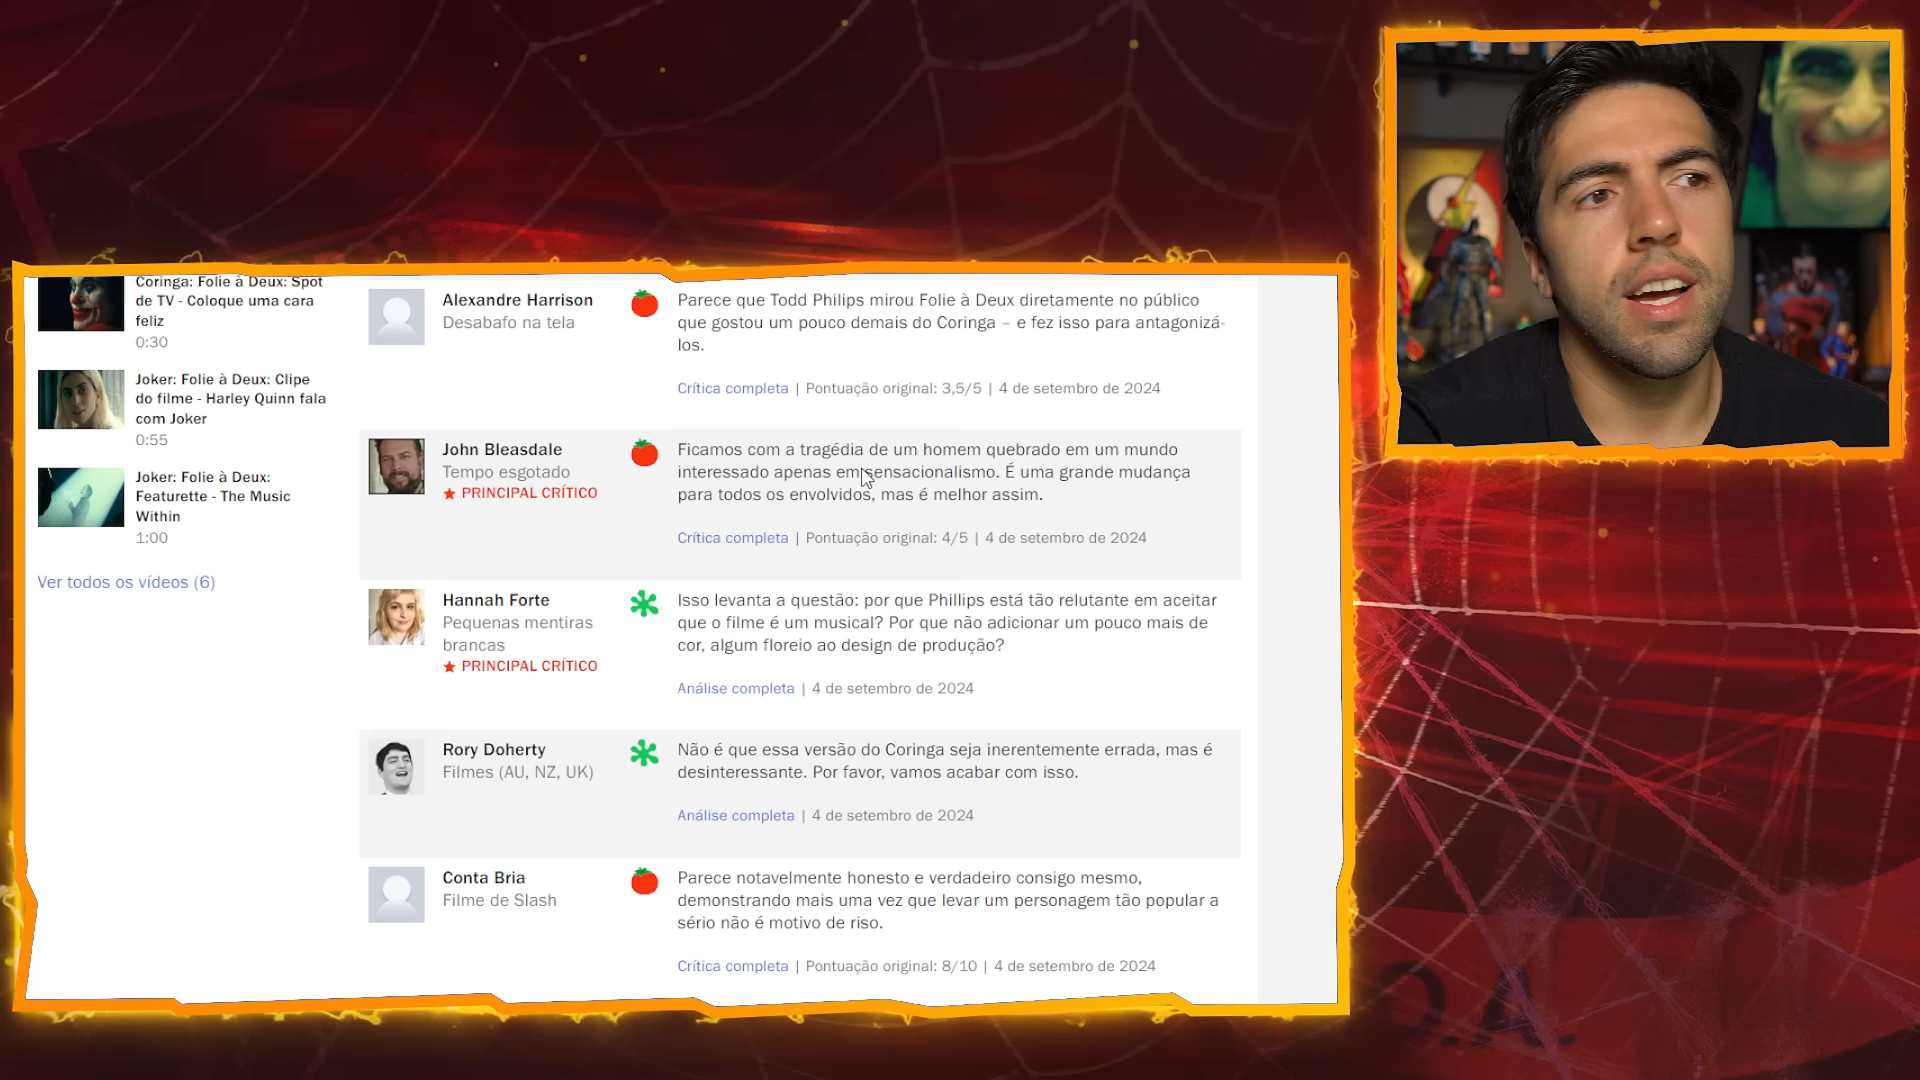 Coringa: Folie à Deux: Spot
de TV - Coloque uma cara
feliz
0:30
Joker: Folie à Deux: Clipe
do filme - Harley Quinn fala
com Joker
0:55
Joker: Folie à Deux:
Featurette - The Music
Within
1:00
Ver todos os vídeos (6)
Alexandre Harrison
Desabafo na tela
Parece que Todd Philips mirou Folie à Deux diretamente no público
que gostou um pouco demais do Coringa – e fez isso para antagonizá-
los.
Crítica completa | Pontuação original: 3,5/5 | 4 de setembro de 2024
John Bleasdale
Tempo esgotado
★ PRINCIPAL CRÍTICO
Ficamos com a tragédia de um homem quebrado em um mundo
interessado apenas em sensacionalismo. É uma grande mudança
para todos os envolvidos, mas é melhor assim.
Crítica completa | Pontuação original: 4/5 | 4 de setembro de 2024
Hannah Forte
Pequenas mentiras
brancas
★ PRINCIPAL CRÍTICO
Isso levanta a questão: por que Phillips está tão relutante em aceitar
que o filme é um musical? Por que não adicionar um pouco mais de
cor, algum floreio ao design de produção?
Análise completa | 4 de setembro de 2024
Rory Doherty
Filmes (AU, NZ, UK)
Não é que essa versão do Coringa seja inerentemente errada, mas é
desinteressante. Por favor, vamos acabar com isso.
Análise completa | 4 de setembro de 2024
Conta Bria
Filme de Slash
Parece notavelmente honesto e verdadeiro consigo mesmo,
demonstrando mais uma vez que levar um personagem tão popular a
sério não é motivo de riso.
Crítica completa | Pontuação original: 8/10 | 4 de setembro de 2024